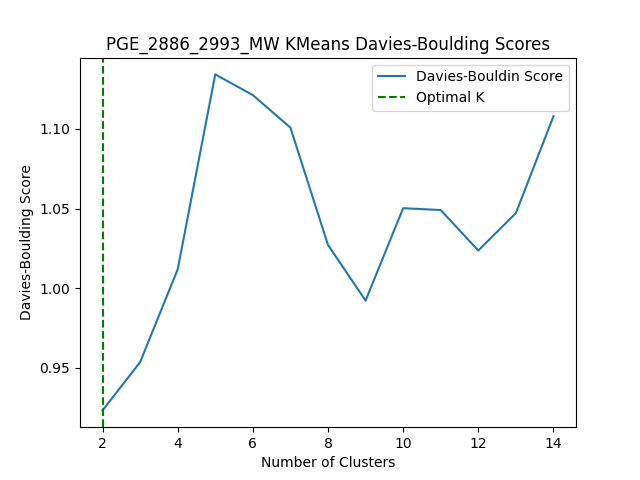 PGE_2886_2993_MW KMeans Davies-Boulding Scores
Davies-Bouldin Score
Optimal K
1.10
1.05
1.00
0.95
Davies-Boulding Score
2 4 6 8 10 12 14
Number of Clusters